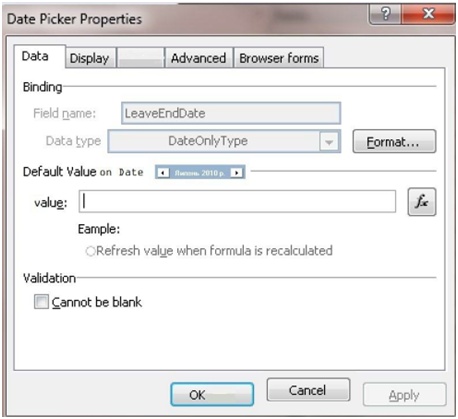 Date Picker Properties
Data Display Advanced Browser forms
Binding
Field name: LeaveEndDate
Data type DateOnlyType Format...
Default Value on Date Липень 2010 р.
value: fx
Eample:
Refresh value when formula is recalculated
Validation
Cannot be blank
OK Cancel Apply